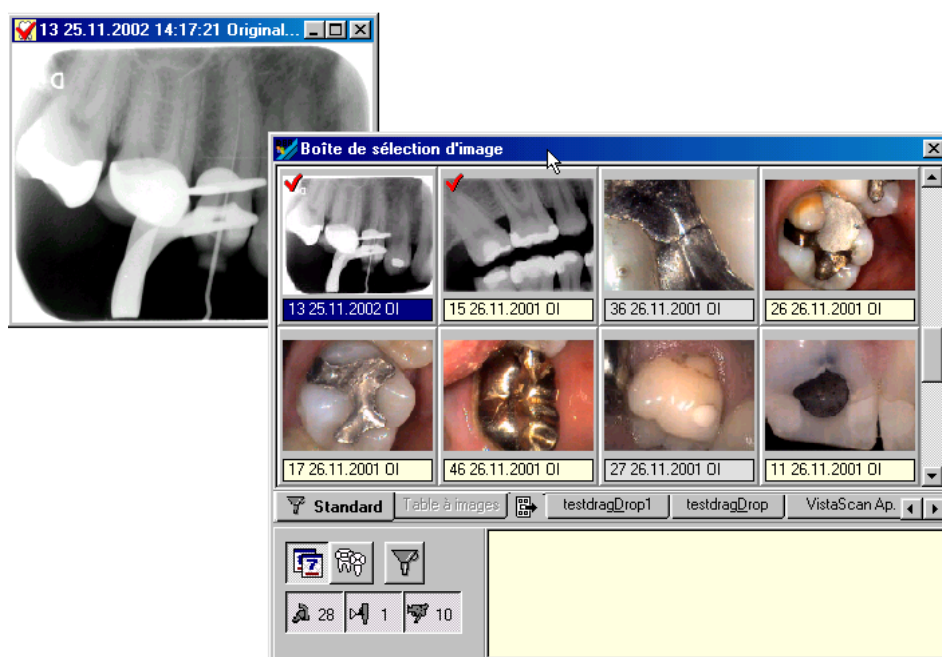 13 25.11.2002 14:17:21 Original...
Boîte de sélection d'image
13 25.11.2002 OI
15 26.11.2001 OI
36 26.11.2001 OI
26 26.11.2001 OI
17 26.11.2001 OI
46 26.11.2001 OI
27 26.11.2001 OI
11 26.11.2001 OI
Standard
Table à images
testdragDrop1
testdragDrop
VistaScan Ap.
7
28
1
10